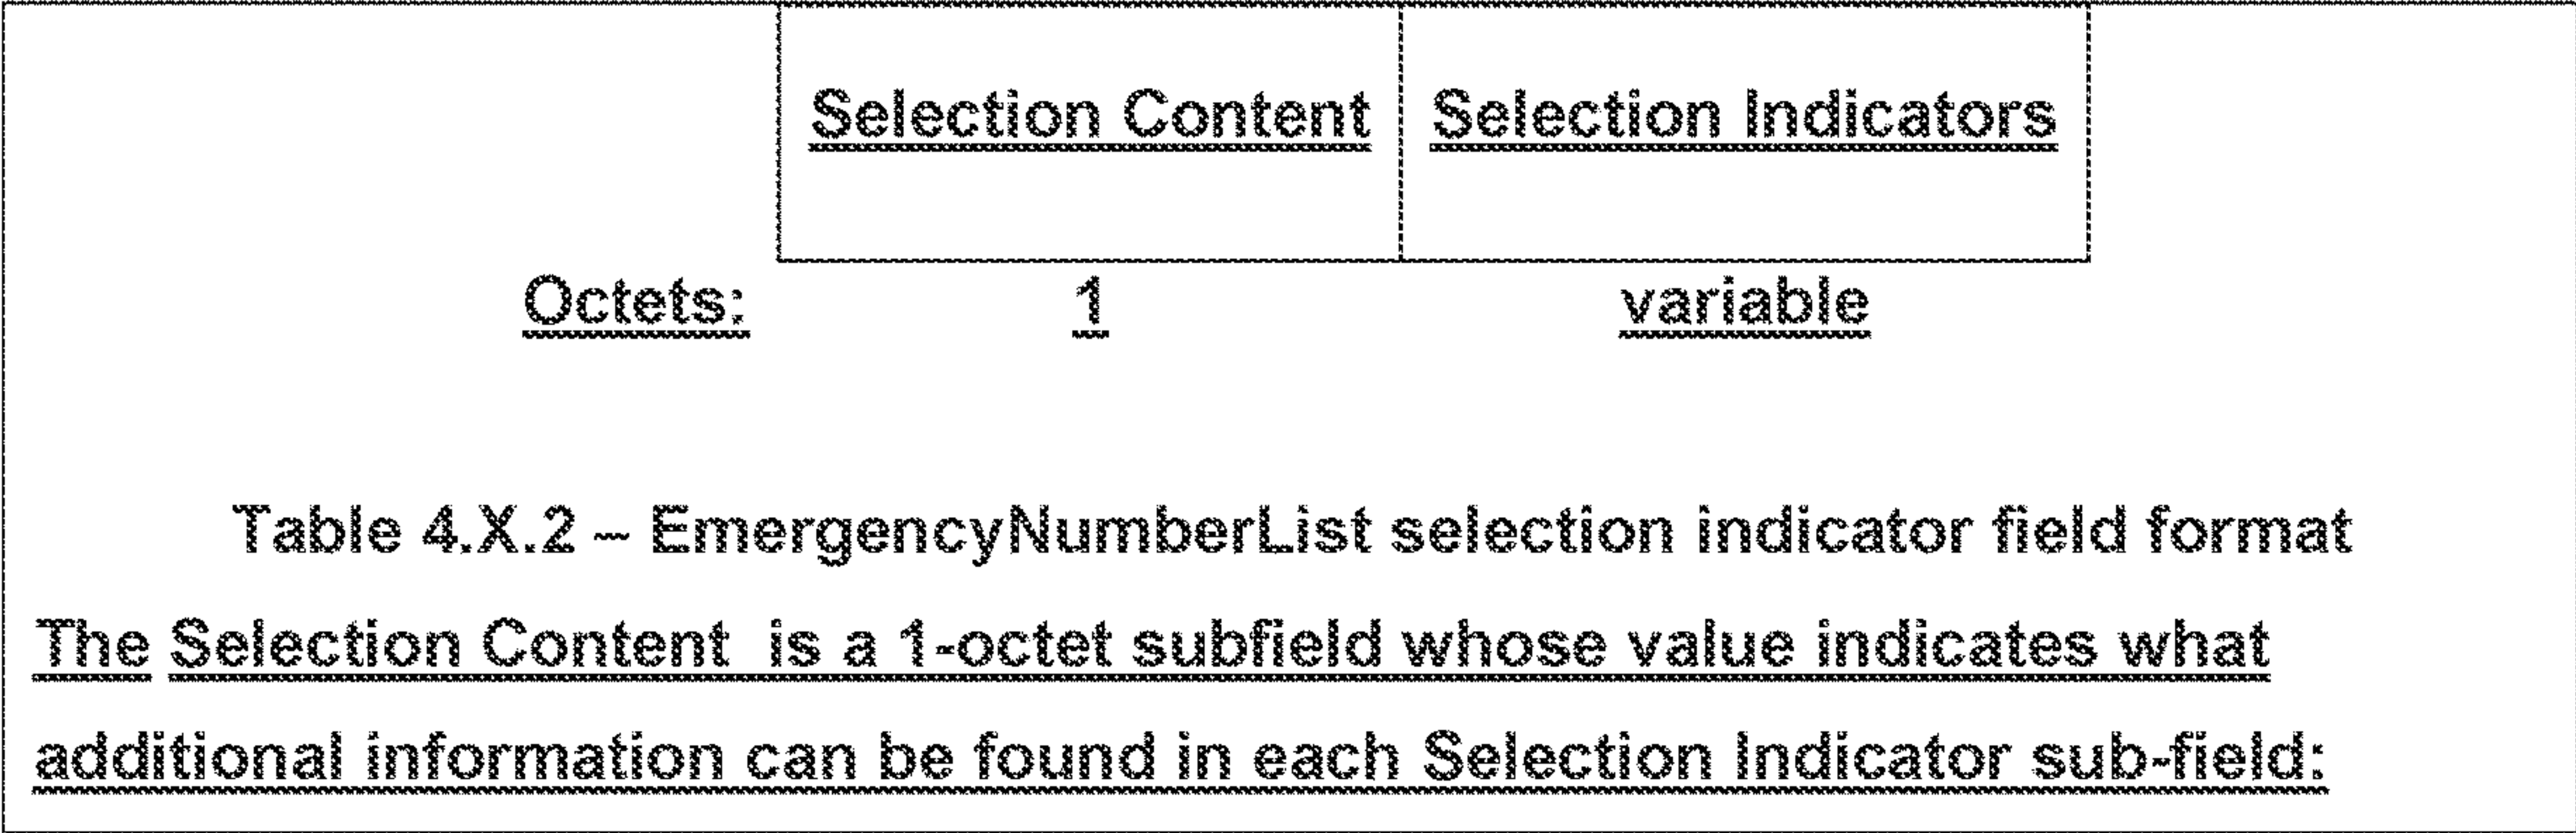 Selection Content Selection Indicators
Octets: 1 variable
Table 4.X.2 – EmergencyNumberList selection indicator field format
The Selection Content  is a 1-octet subfield whose value indicates what
additional information can be found in each Selection Indicator sub-field: